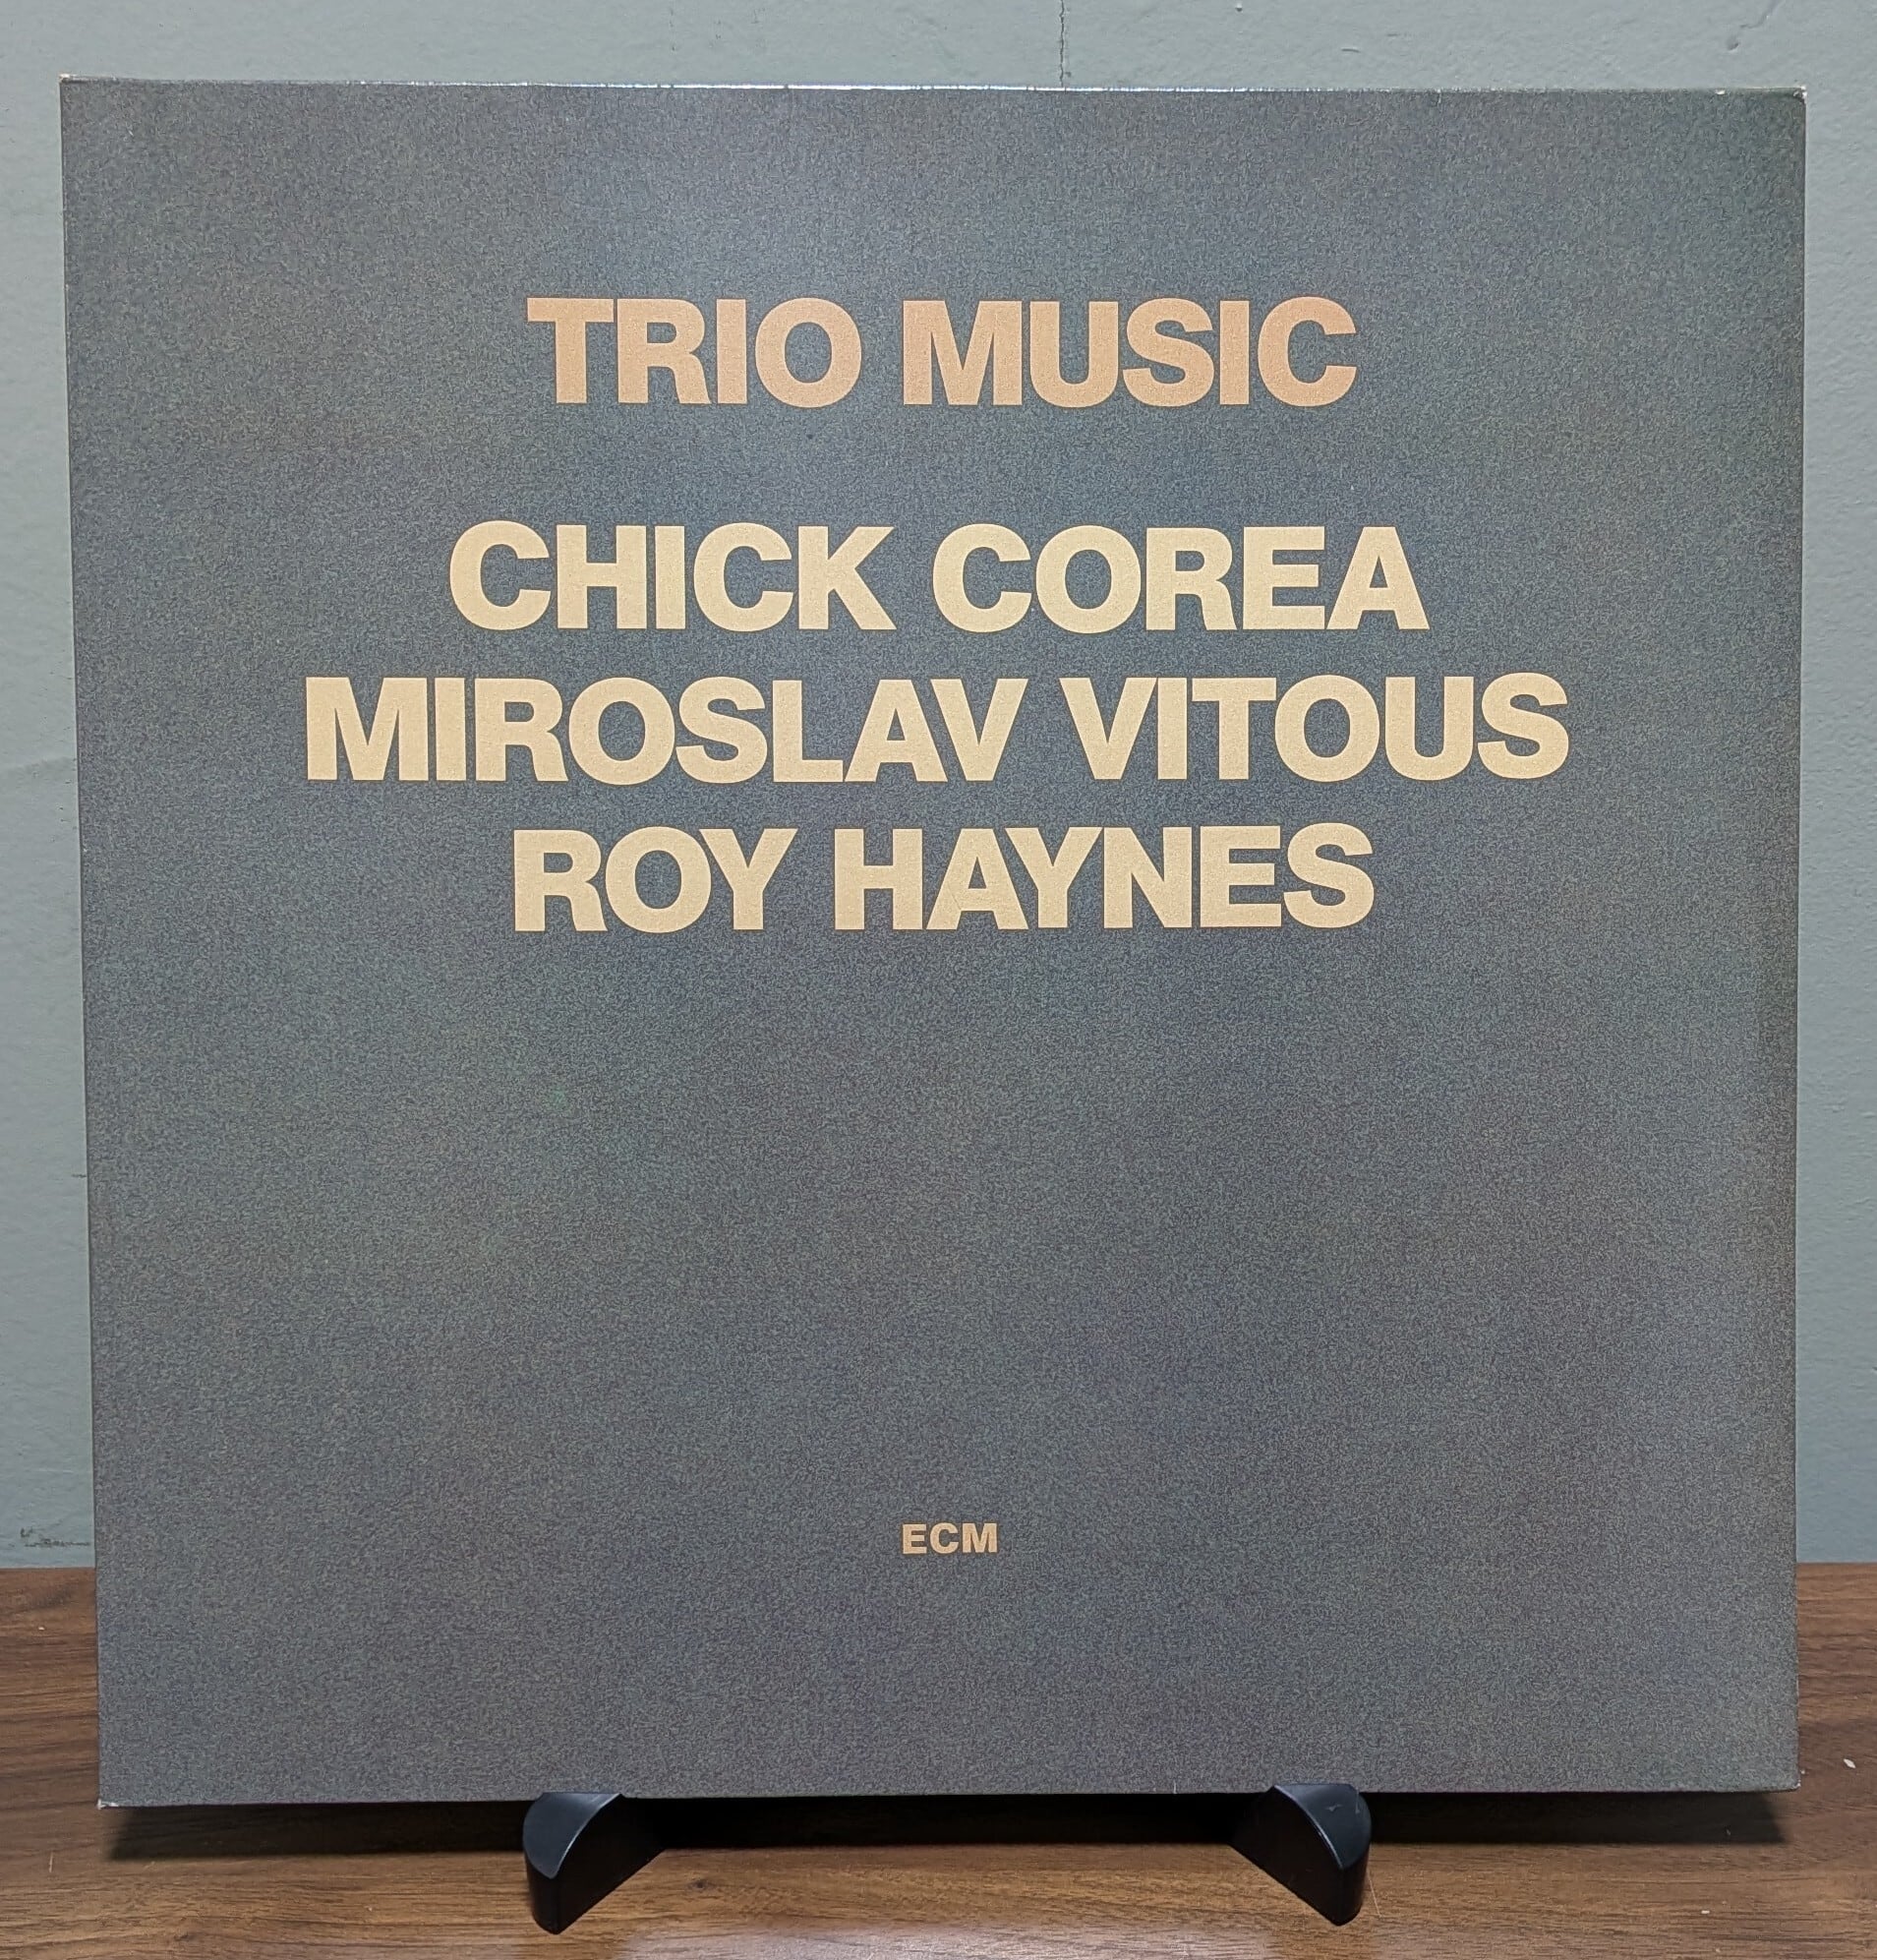 TRIO MUSIC
CHICK COREA
MIROSLAV VITOUS
ROY HAYNES
ECM